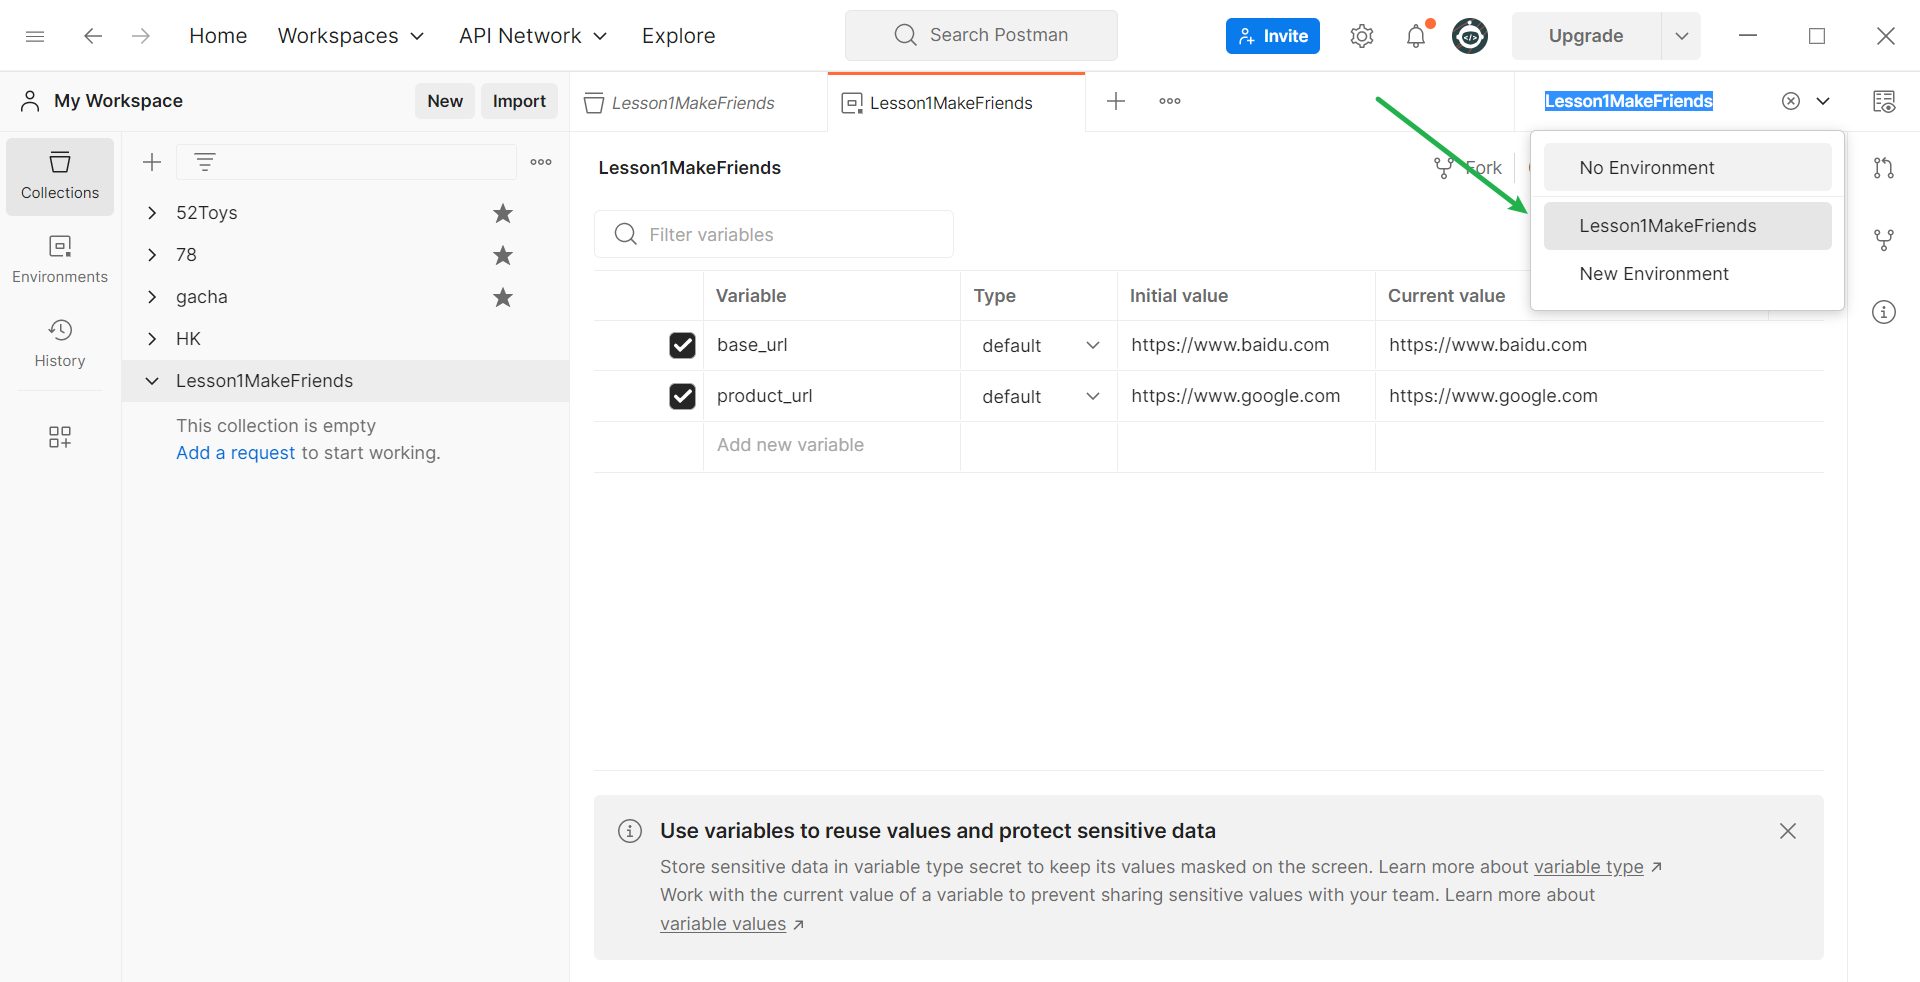 Home Workspaces API Network Explore Search Postman Invite Upgrade
My Workspace New Import Lesson1MakeFriends Lesson1MakeFriends Lesson1MakeFriends
Collections
Environments
History
52Toys
78
gacha
HK
Lesson1MakeFriends
This collection is empty
Add a request to start working.
Lesson1MakeFriends Fork
No Environment
Lesson1MakeFriends
New Environment
Filter variables
Variable Type Initial value Current value
base_url default https://www.baidu.com https://www.baidu.com
product_url default https://www.google.com https://www.google.com
Add new variable
Use variables to reuse values and protect sensitive data
Store sensitive data in variable type secret to keep its values masked on the screen. Learn more about variable type ↗
Work with the current value of a variable to prevent sharing sensitive values with your team. Learn more about
variable values ↗